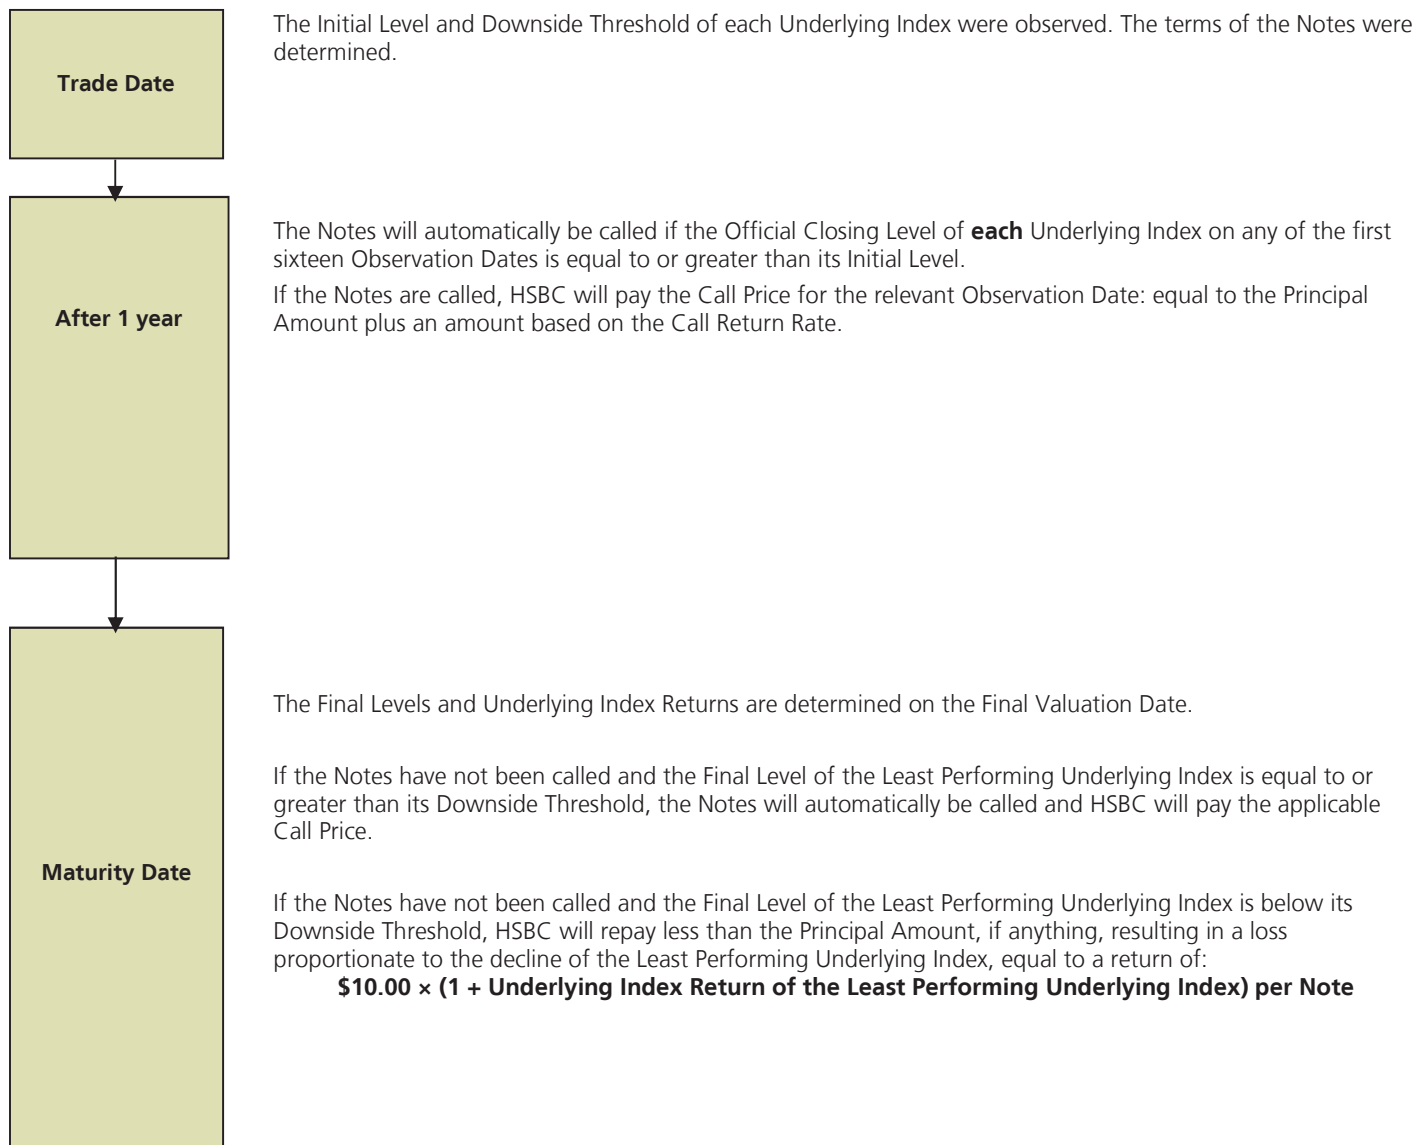 The Initial Level and Downside Threshold of each Underlying Index were observed. The terms of the Notes were
determined.
Trade Date
The Notes will automatically be called if the Official Closing Level of each Underlying Index on any of the first
sixteen Observation Dates is equal to or greater than its Initial Level.
If the Notes are called, HSBC will pay the Call Price for the relevant Observation Date: equal to the Principal
Amount plus an amount based on the Call Return Rate.
After 1 year
The Final Levels and Underlying Index Returns are determined on the Final Valuation Date.
If the Notes have not been called and the Final Level of the Least Performing Underlying Index is equal to or
greater than its Downside Threshold, the Notes will automatically be called and HSBC will pay the applicable
Call Price.
Maturity Date
If the Notes have not been called and the Final Level of the Least Performing Underlying Index is below its
Downside Threshold, HSBC will repay less than the Principal Amount, if anything, resulting in a loss
proportionate to the decline of the Least Performing Underlying Index, equal to a return of:
$10.00 × (1 + Underlying Index Return of the Least Performing Underlying Index) per Note